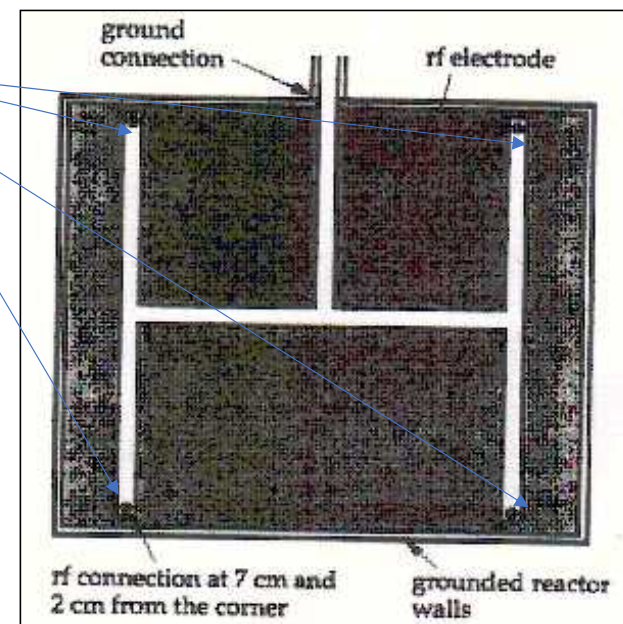 ground
connection
rf electrode
rf connection at 7 cm and
2 cm from the corner
grounded reactor
walls